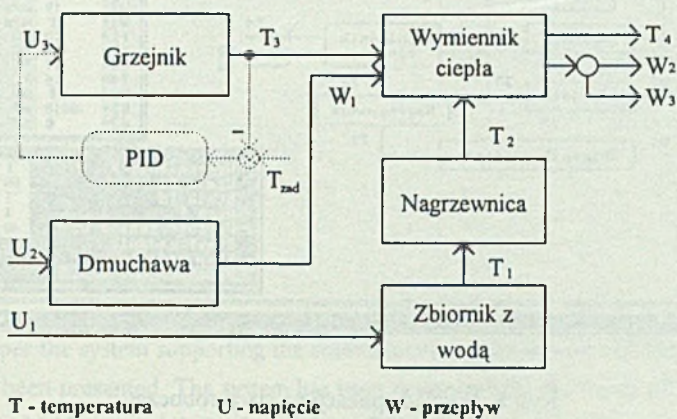 U3
Grzejnik
T3
Wymiennik
ciepła
T4
W2
W3
W1
PID
Tzad
T2
Nagrzewnica
U2
Dmuchawa
T1
U1
Zbiornik z
wodą
T - temperatura U - napięcie W - przepływ